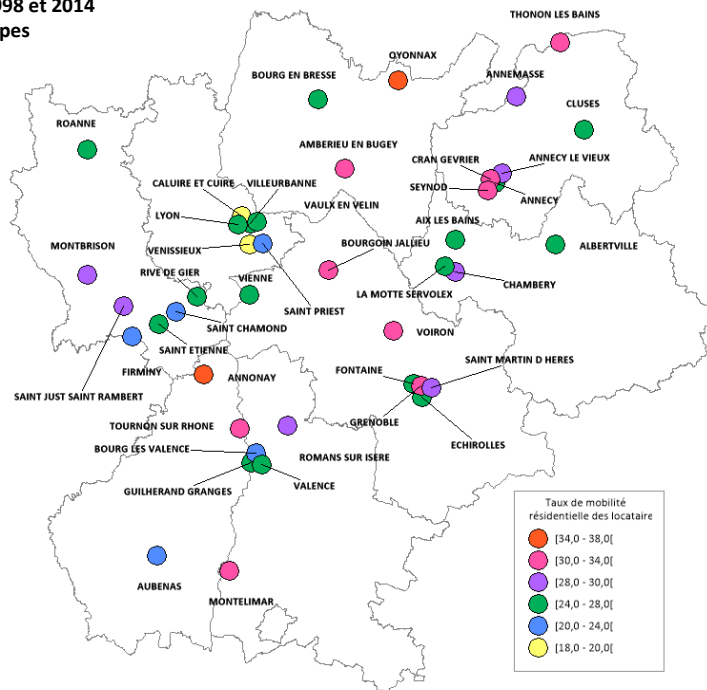 998 et 2014
pes
THONON LES BAINS
OYONNAX
BOURG EN BRESSE
ANNEMASSE
CLUSES
ROANNE
AMBERIEU EN BUGEY
CRAN GEVRIER
ANNECY LE VIEUX
CALUIRE ET CUIRE
VILLEURBANNE
SEYNOD
ANNECY
LYON
VAULX EN VELIN
AIX LES BAINS
MONTBRISON
VENISSIEUX
BOURGOIN JALLIEU
ALBERTVILLE
RIVE DE GIER
VIENNE
CHAMBERY
LA MOTTE SERVOLEX
SAINT PRIEST
SAINT CHAMOND
VOIRON
SAINT ETIENNE
SAINT MARTIN D HERES
FIRMINY
ANNONAY
FONTAINE
SAINT JUST SAINT RAMBERT
GRENOBLE
TOURNON SUR RHONE
ECHIROLLES
BOURG LES VALENCE
ROMANS SUR ISERE
GUILHERAND GRANGES
VALENCE
AUBENAS
MONTELIMAR
Taux de mobilité
résidentielle des locataire
[34,0 - 38,0[
[30,0 - 34,0[
[28,0 - 30,0[
[24,0 - 28,0[
[20,0 - 24,0[
[18,0 - 20,0[